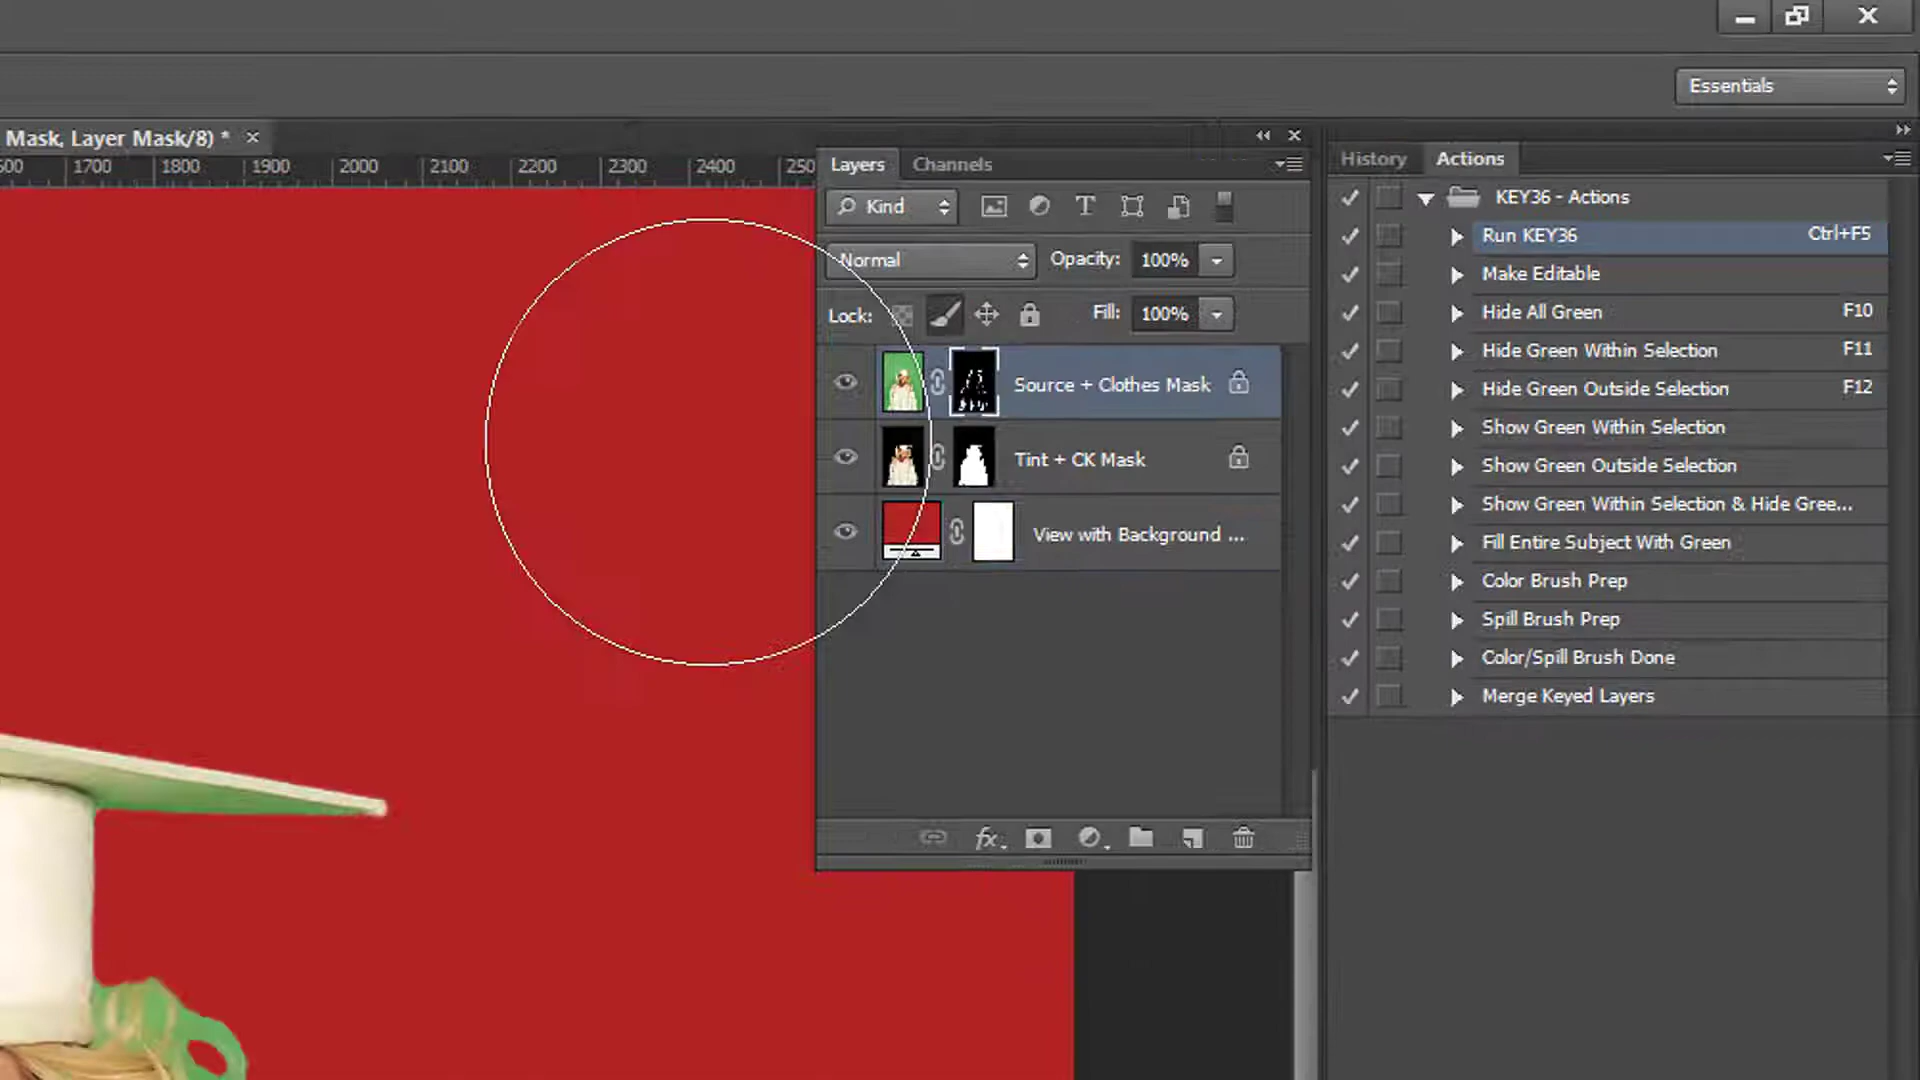 Essentials
Mask, Layer Mask/8) *
600 1700 1800 1900 2000 2100 2200 2300 2400 2500
Layers Channels
Kind
Normal Opacity: 100%
Lock: Fill: 100%
Source + Clothes Mask
Tint + CK Mask
View with Background ...
fx
History Actions
KEY36 - Actions
Run KEY36 Ctrl+F5
Make Editable
Hide All Green F10
Hide Green Within Selection F11
Hide Green Outside Selection F12
Show Green Within Selection
Show Green Outside Selection
Show Green Within Selection & Hide Gree...
Fill Entire Subject With Green
Color Brush Prep
Spill Brush Prep
Color/Spill Brush Done
Merge Keyed Layers